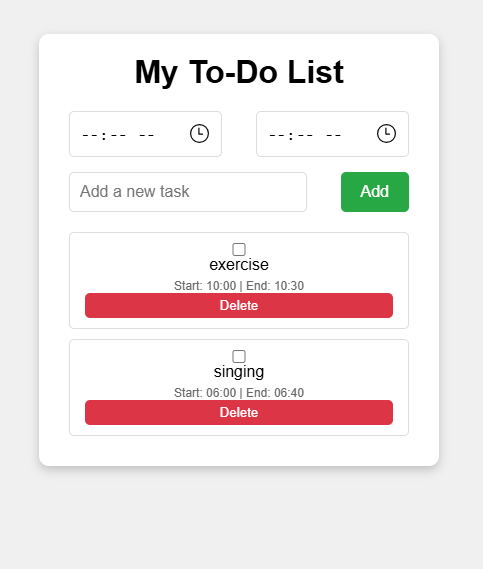 My To-Do List
--:-- -- --:-- --
Add a new task Add
exercise
Start: 10:00 | End: 10:30
Delete
singing
Start: 06:00 | End: 06:40
Delete